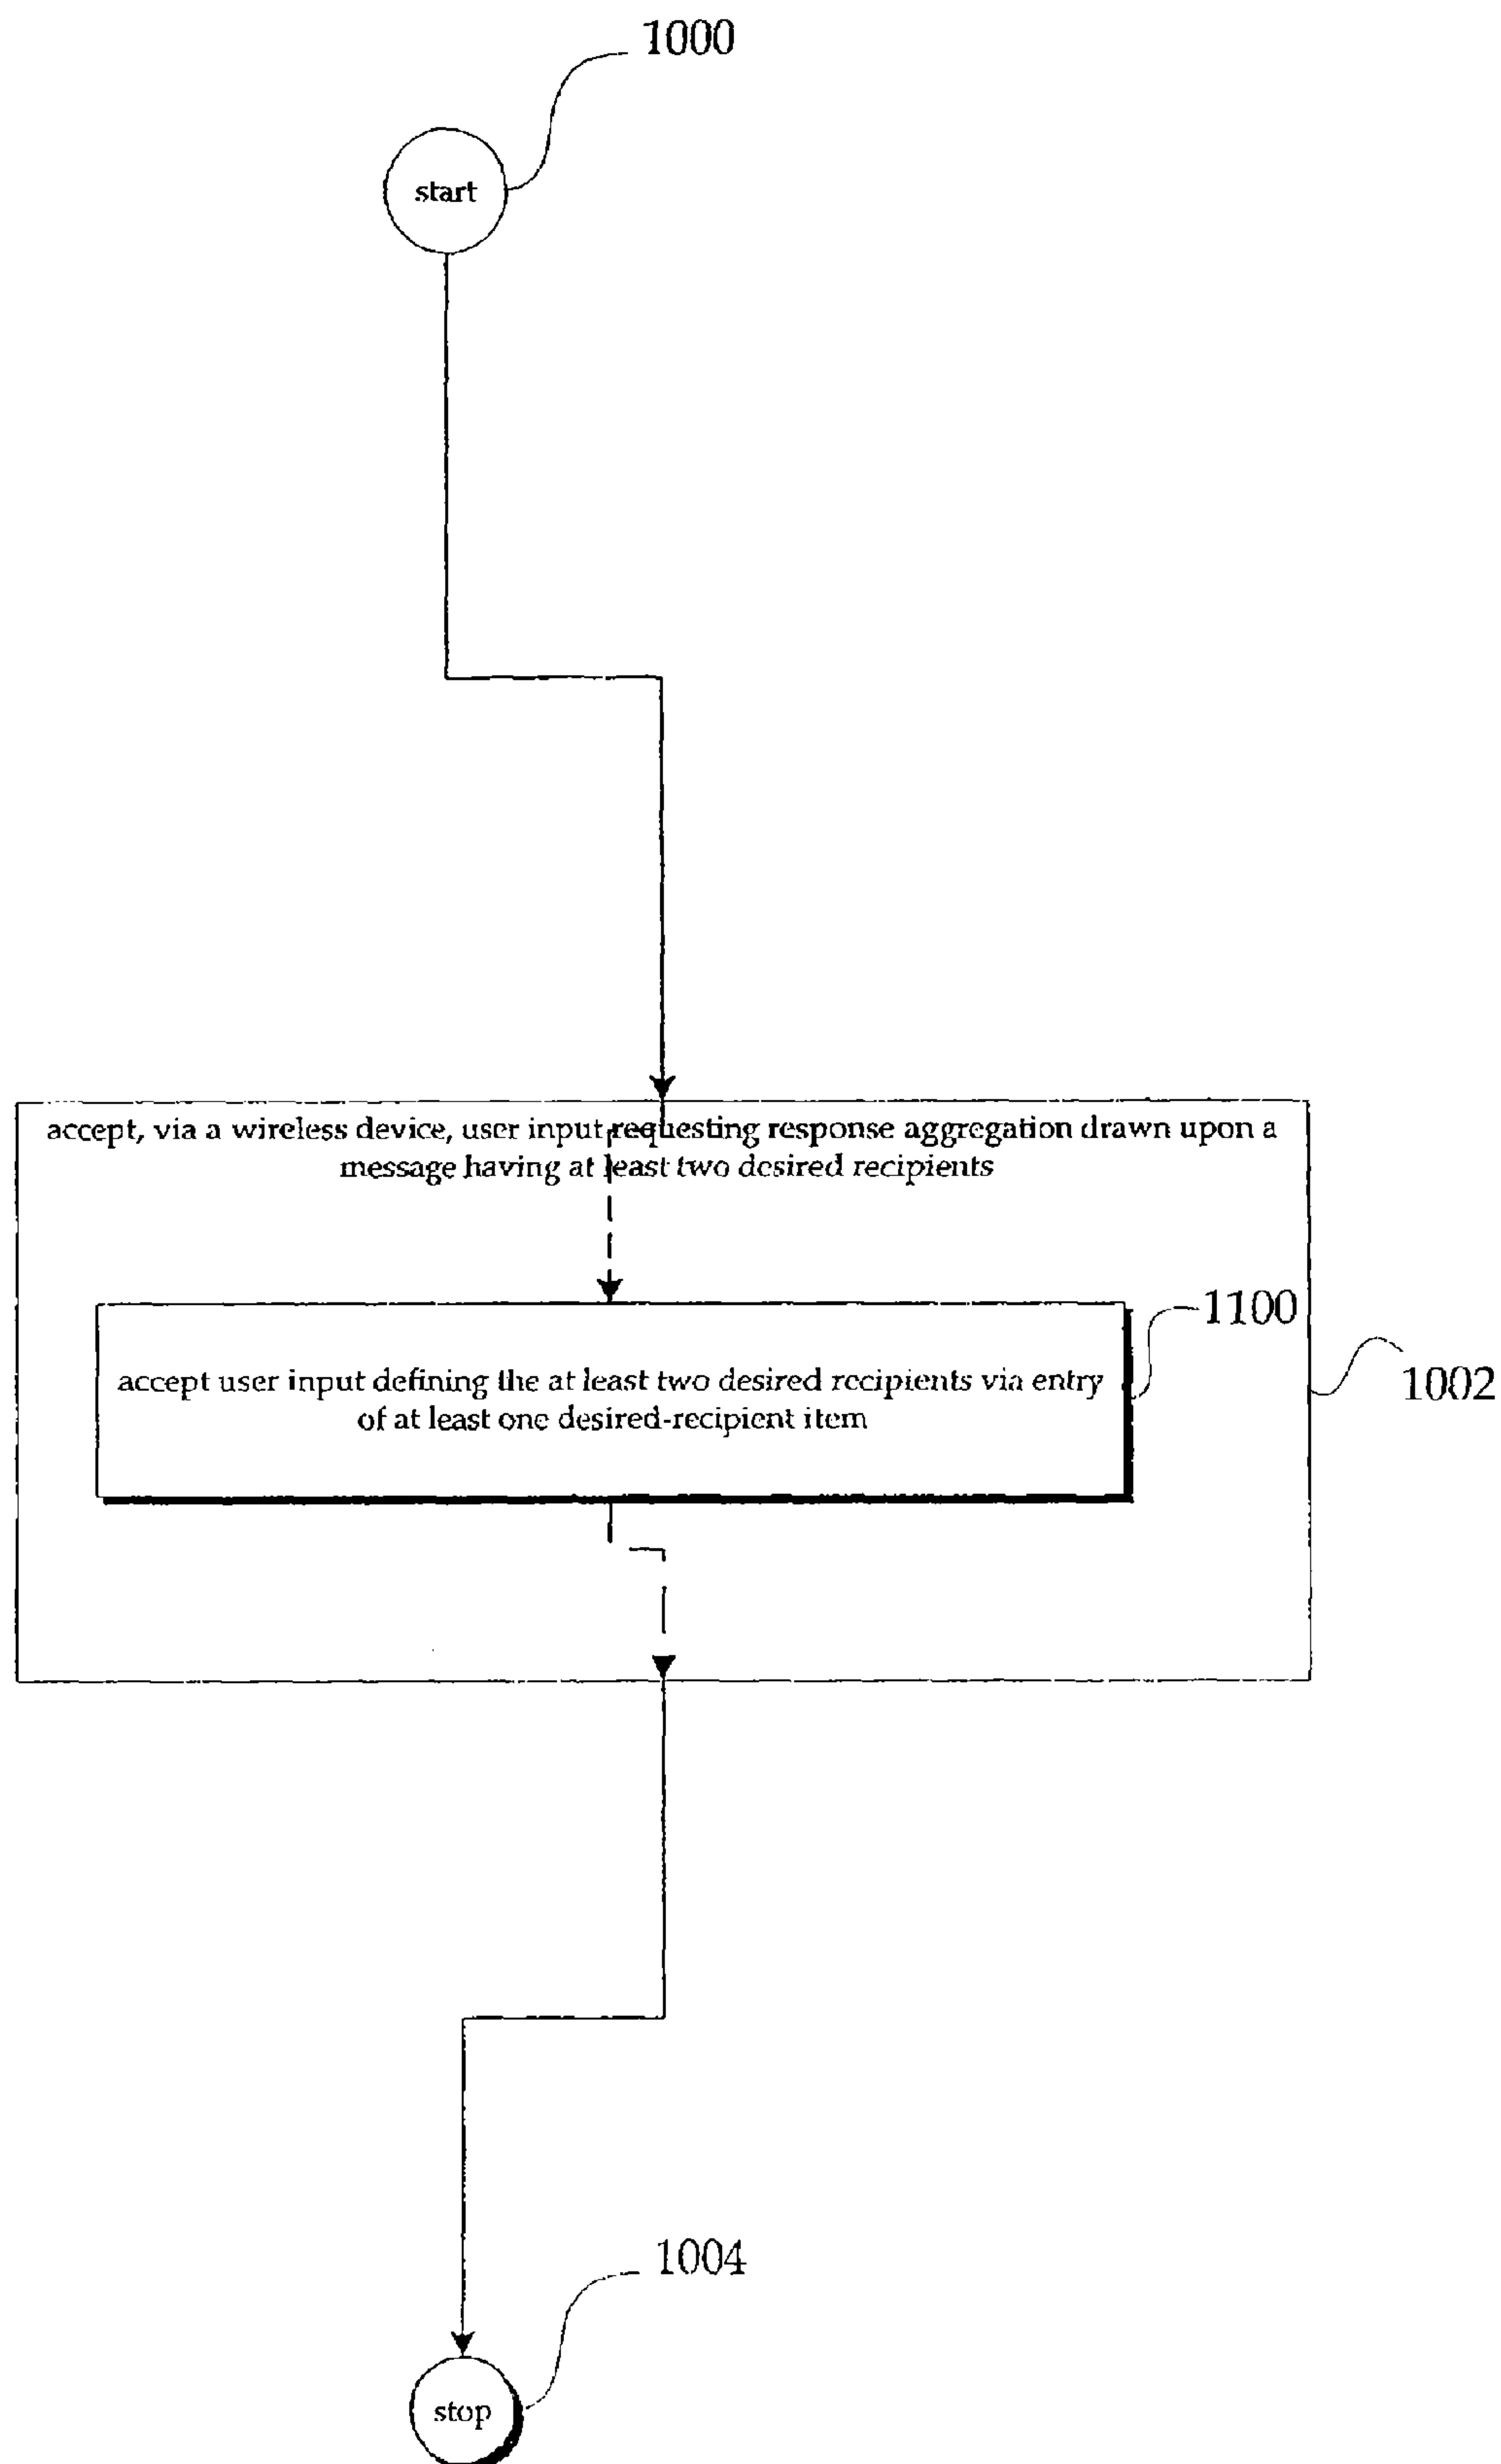 1000
start
accept, via a wireless device, user input requesting response aggregation drawn upon a
message having at least two desired recipients
1100
accept user input defining the at least two desired recipients via entry
of at least one desired-recipient item
1002
1004
stop